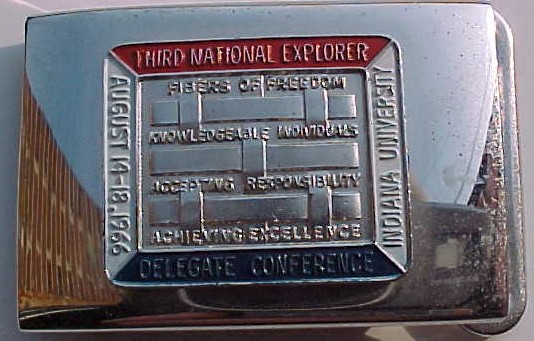 THIRD NATIONAL EXPLORER
FIBERS OF FREEDOM
KNOWLEDGEABLE INDIVIDUALS
ACCEPTING RESPONSIBILITY
ACHIEVING EXCELLENCE
DELEGATE CONFERENCE
AUGUST 14-18, 1966
INDIANA UNIVERSITY